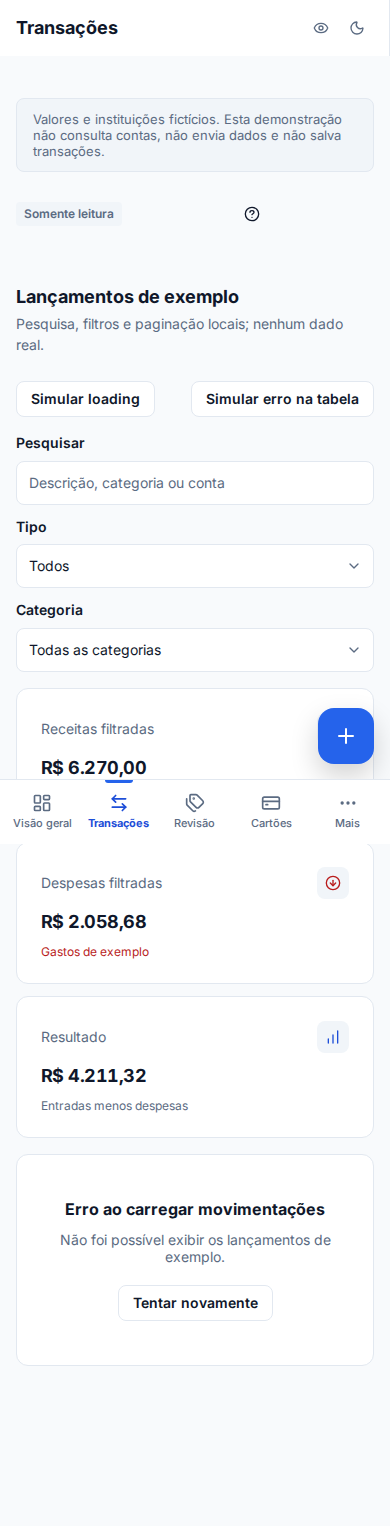 Transações
Valores e instituições fictícios. Esta demonstração
não consulta contas, não envia dados e não salva
transações.
Somente leitura
Lançamentos de exemplo
Pesquisa, filtros e paginação locais; nenhum dado
real.
Simular loading
Simular erro na tabela
Pesquisar
Descrição, categoria ou conta
Tipo
Todos
Categoria
Todas as categorias
Receitas filtradas
R$ 6.270,00
Visão geral
Transações
Revisão
Cartões
Mais
Despesas filtradas
R$ 2.058,68
Gastos de exemplo
Resultado
R$ 4.211,32
Entradas menos despesas
Erro ao carregar movimentações
Não foi possível exibir os lançamentos de
exemplo.
Tentar novamente